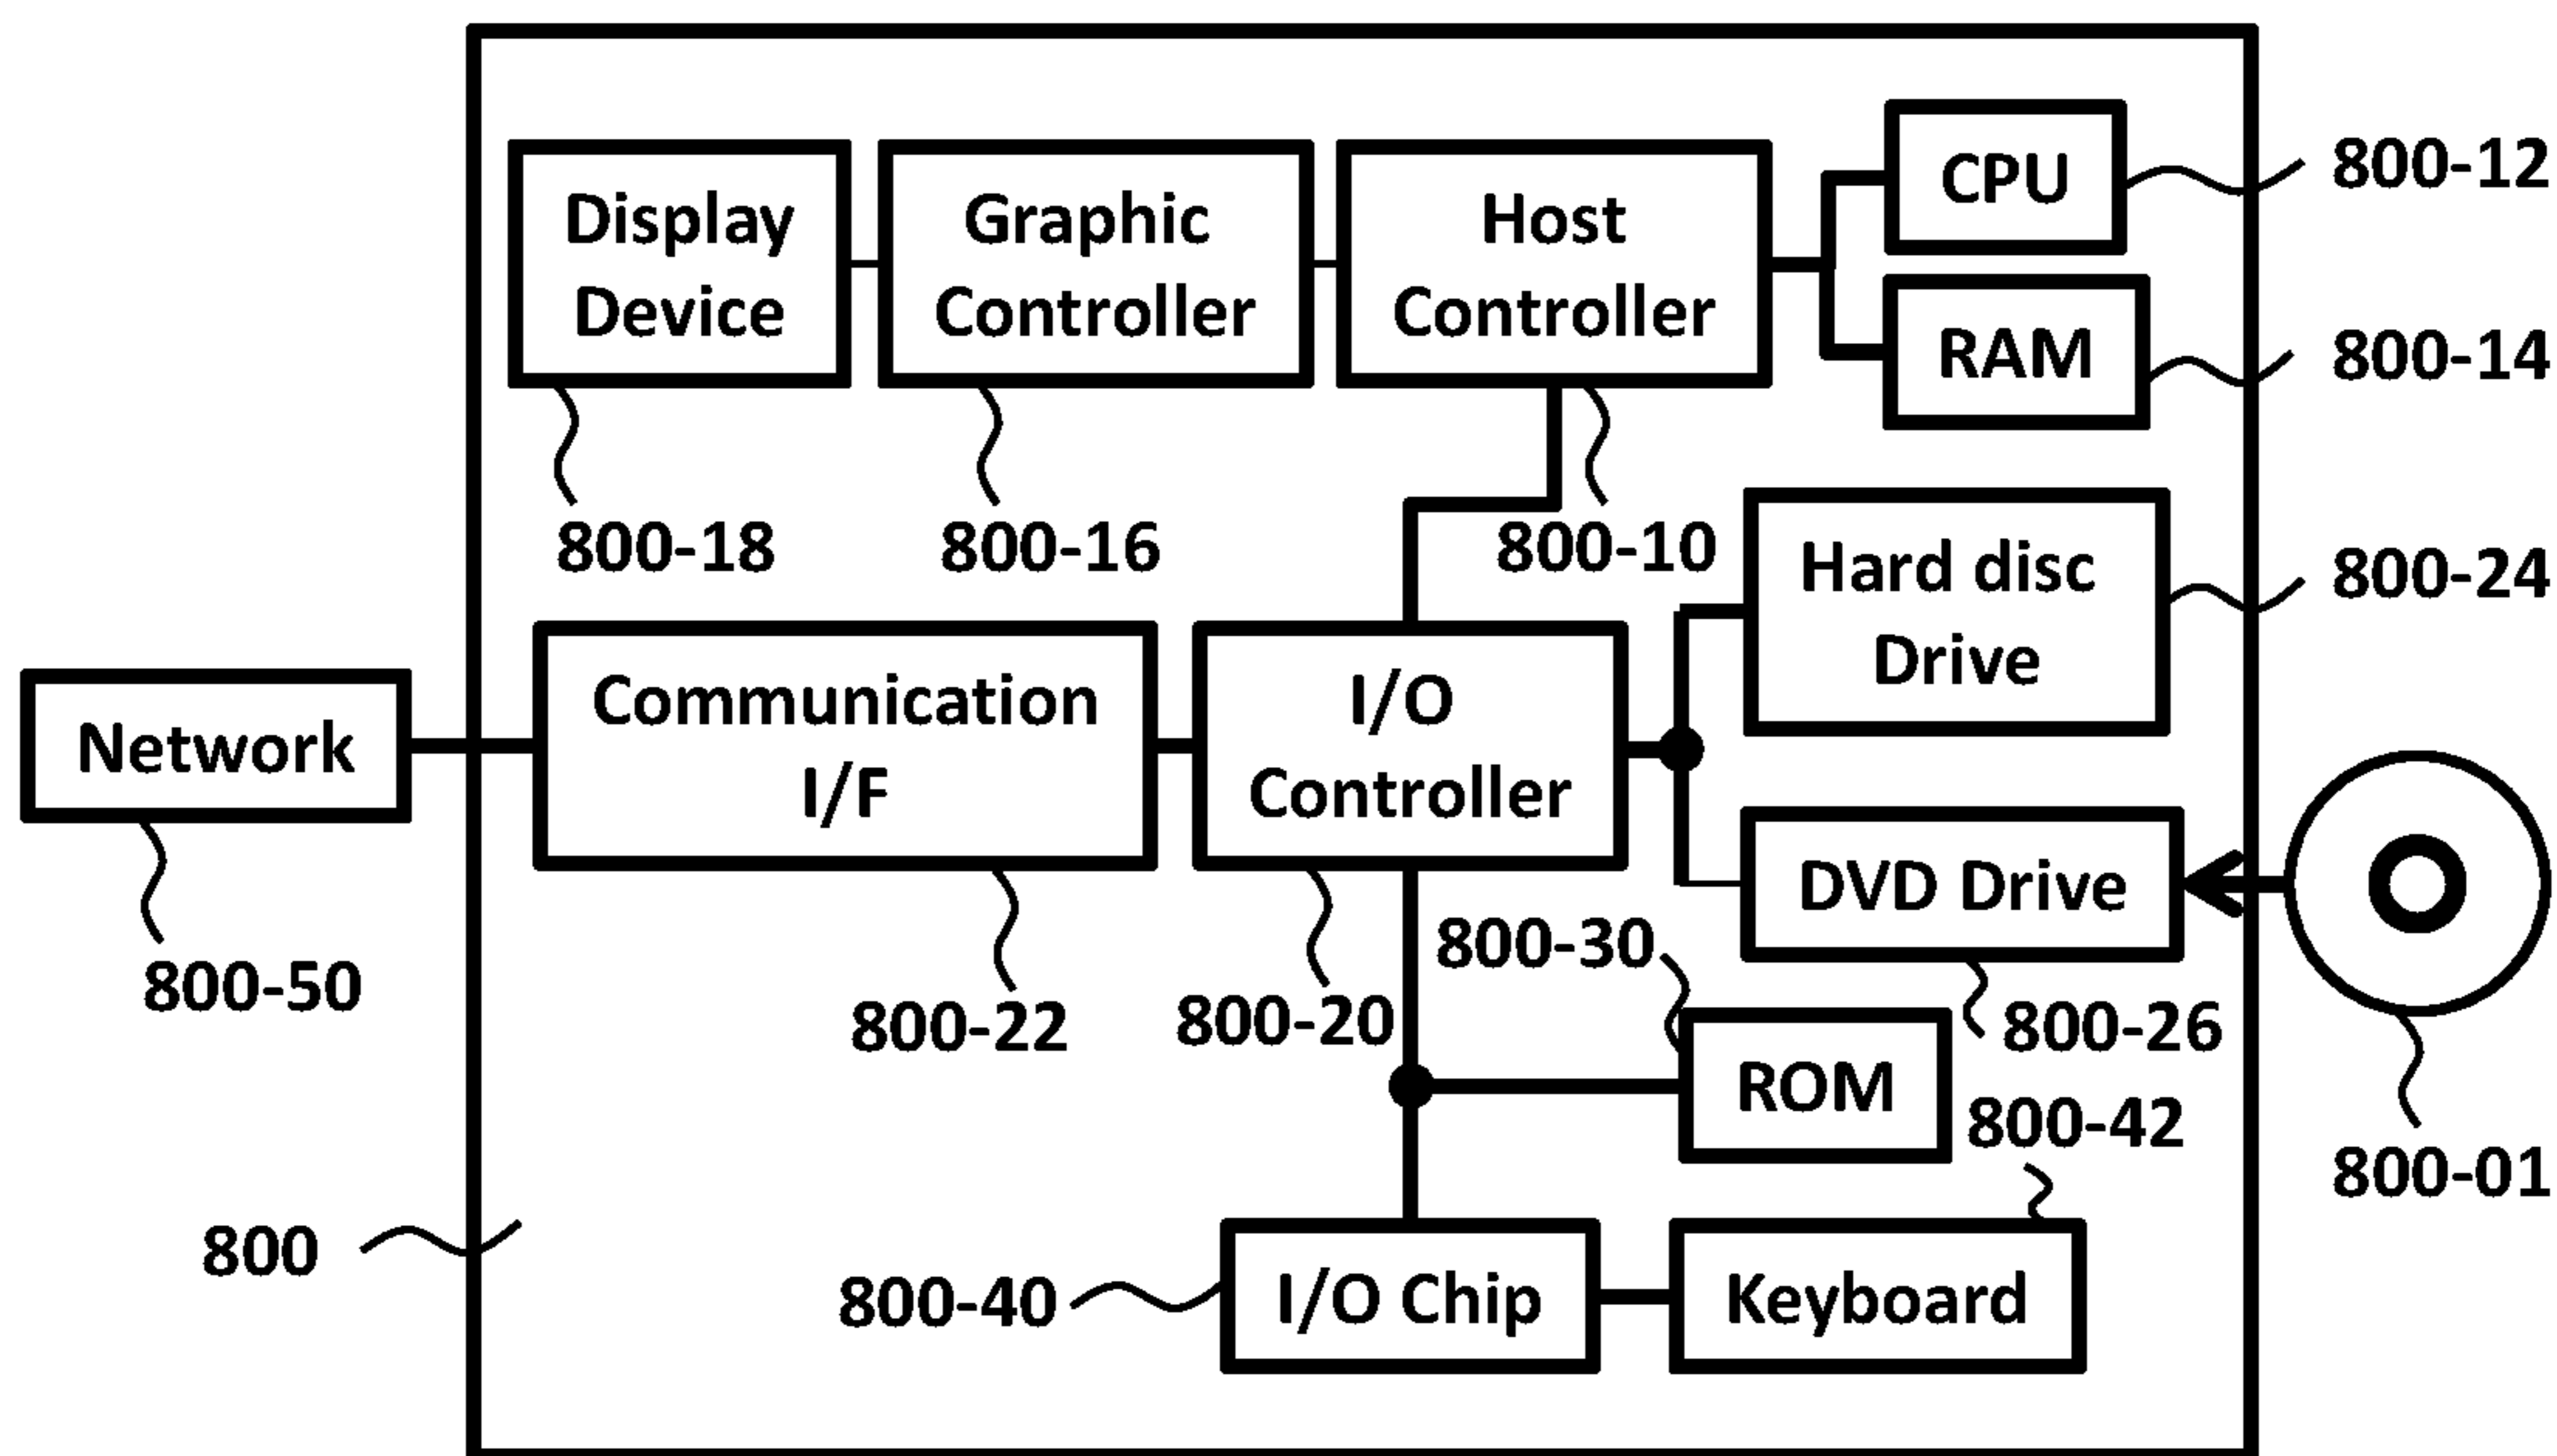 CPU
800-12
Display
Device
Graphic
Controller
Host
Controller
RAM
800-14
800-18
800-16
800-10
Hard disc
Drive
800-24
Network
Communication
I/F
I/O
Controller
DVD Drive
800-50
800-22
800-20
800-30
800-26
ROM
800-42
800-01
800
800-40
I/O Chip
Keyboard